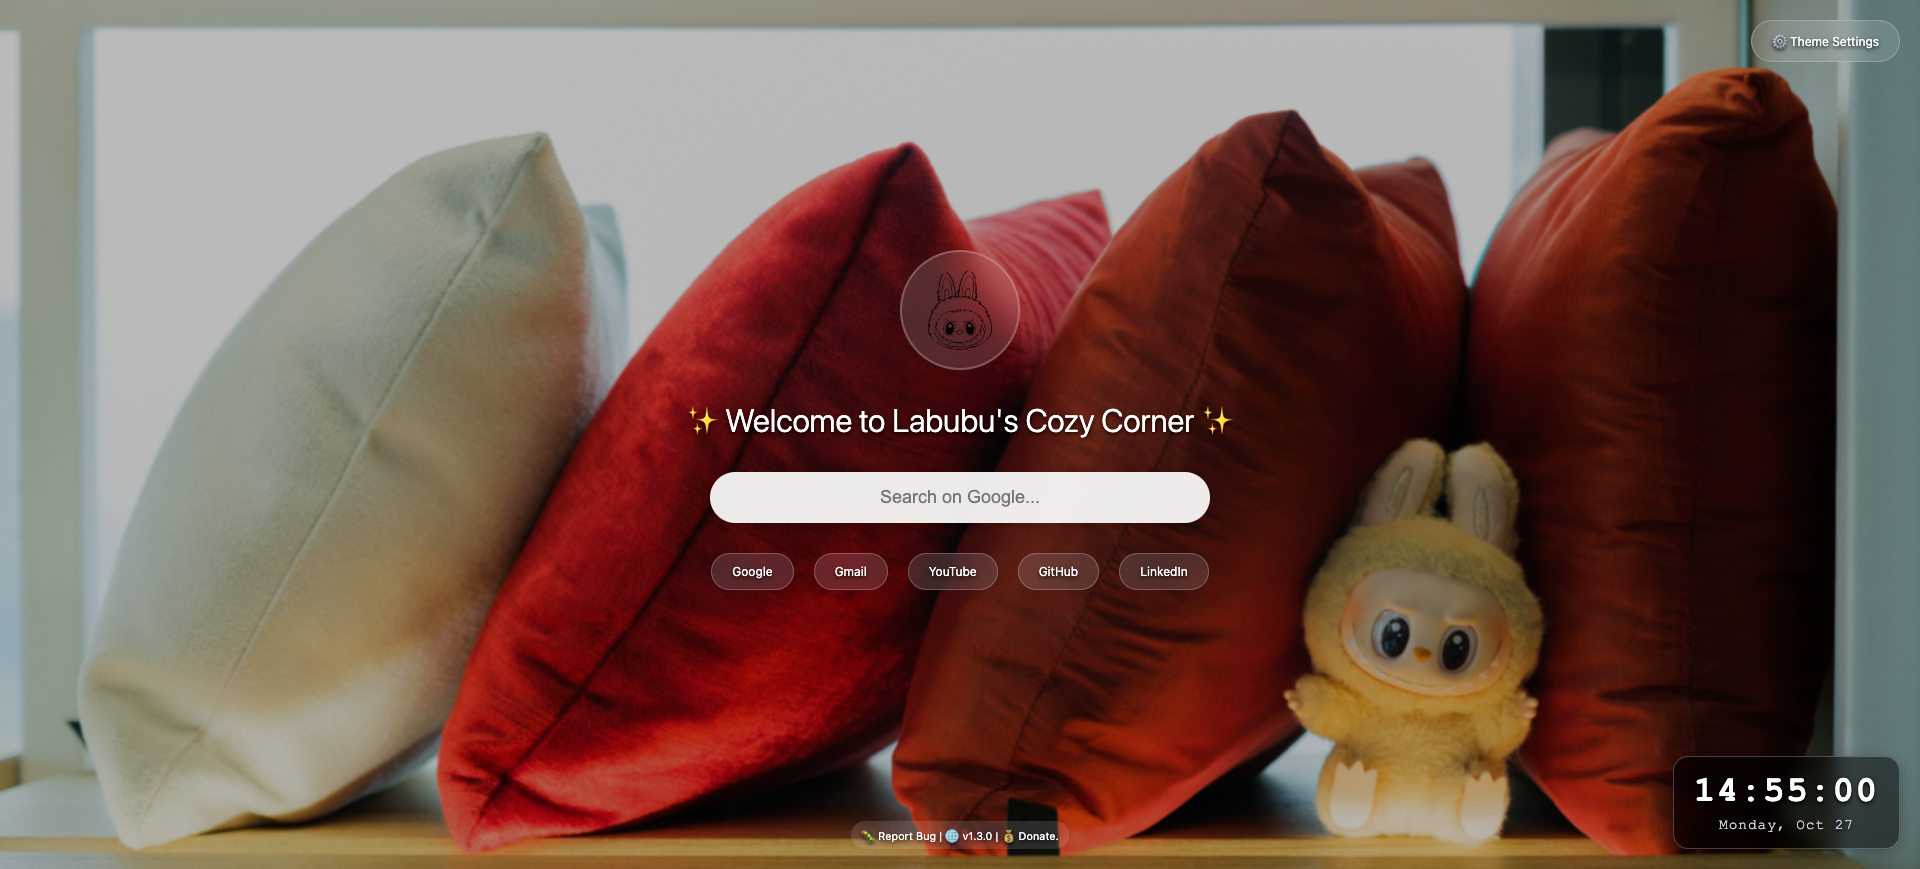 ⚙️ Theme Settings
✨ Welcome to Labubu's Cozy Corner ✨
Search on Google...
Google
Gmail
YouTube
GitHub
LinkedIn
🐛 Report Bug | 🌐 v1.3.0 | 💰 Donate.
14:55:00
Monday, Oct 27